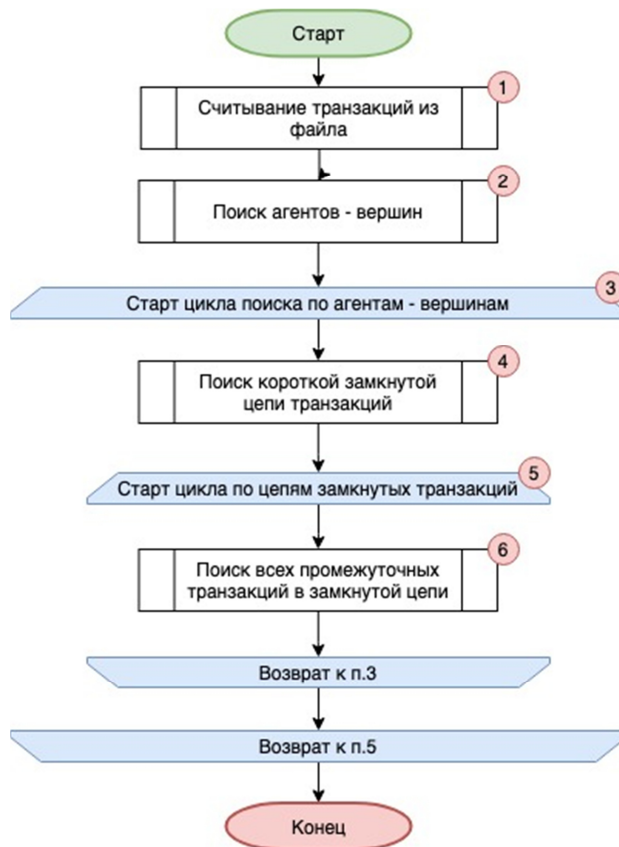 Старт
1
Считывание транзакций из
файла
2
Поиск агентов - вершин
3
Старт цикла поиска по агентам - вершинам
4
Поиск короткой замкнутой
цепи транзакций
5
Старт цикла по цепям замкнутых транзакций
6
Поиск всех промежуточных
транзакций в замкнутой цепи
Возврат к п.3
Возврат к п.5
Конец